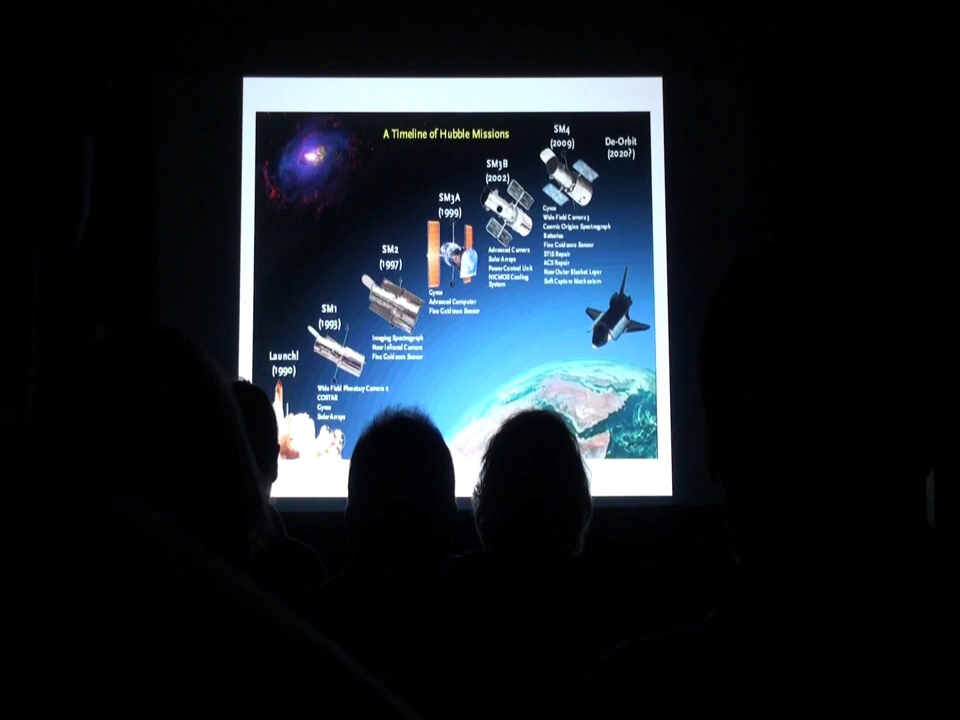 A Timeline of Hubble Missions
Launch!
(1990)
SM1
(1993)
Wide Field Planetary Camera 2
COSTAR
Gyros
Solar Arrays
SM2
(1997)
Imaging Spectrograph
Near Infrared Camera
Fine Guidance Sensor
SM3A
(1999)
Gyros
Advanced Computer
Fine Guidance Sensor
SM3B
(2002)
Advanced Camera
Solar Arrays
Power Control Unit
NICMOS Cooling
System
SM4
(2009)
Gyros
Wide Field Camera 3
Cosmic Origins Spectrograph
Batteries
Fine Guidance Sensor
STIS Repair
ACS Repair
New Outer Blanket Layer
Soft Capture Mechanism
De-Orbit
(2020?)